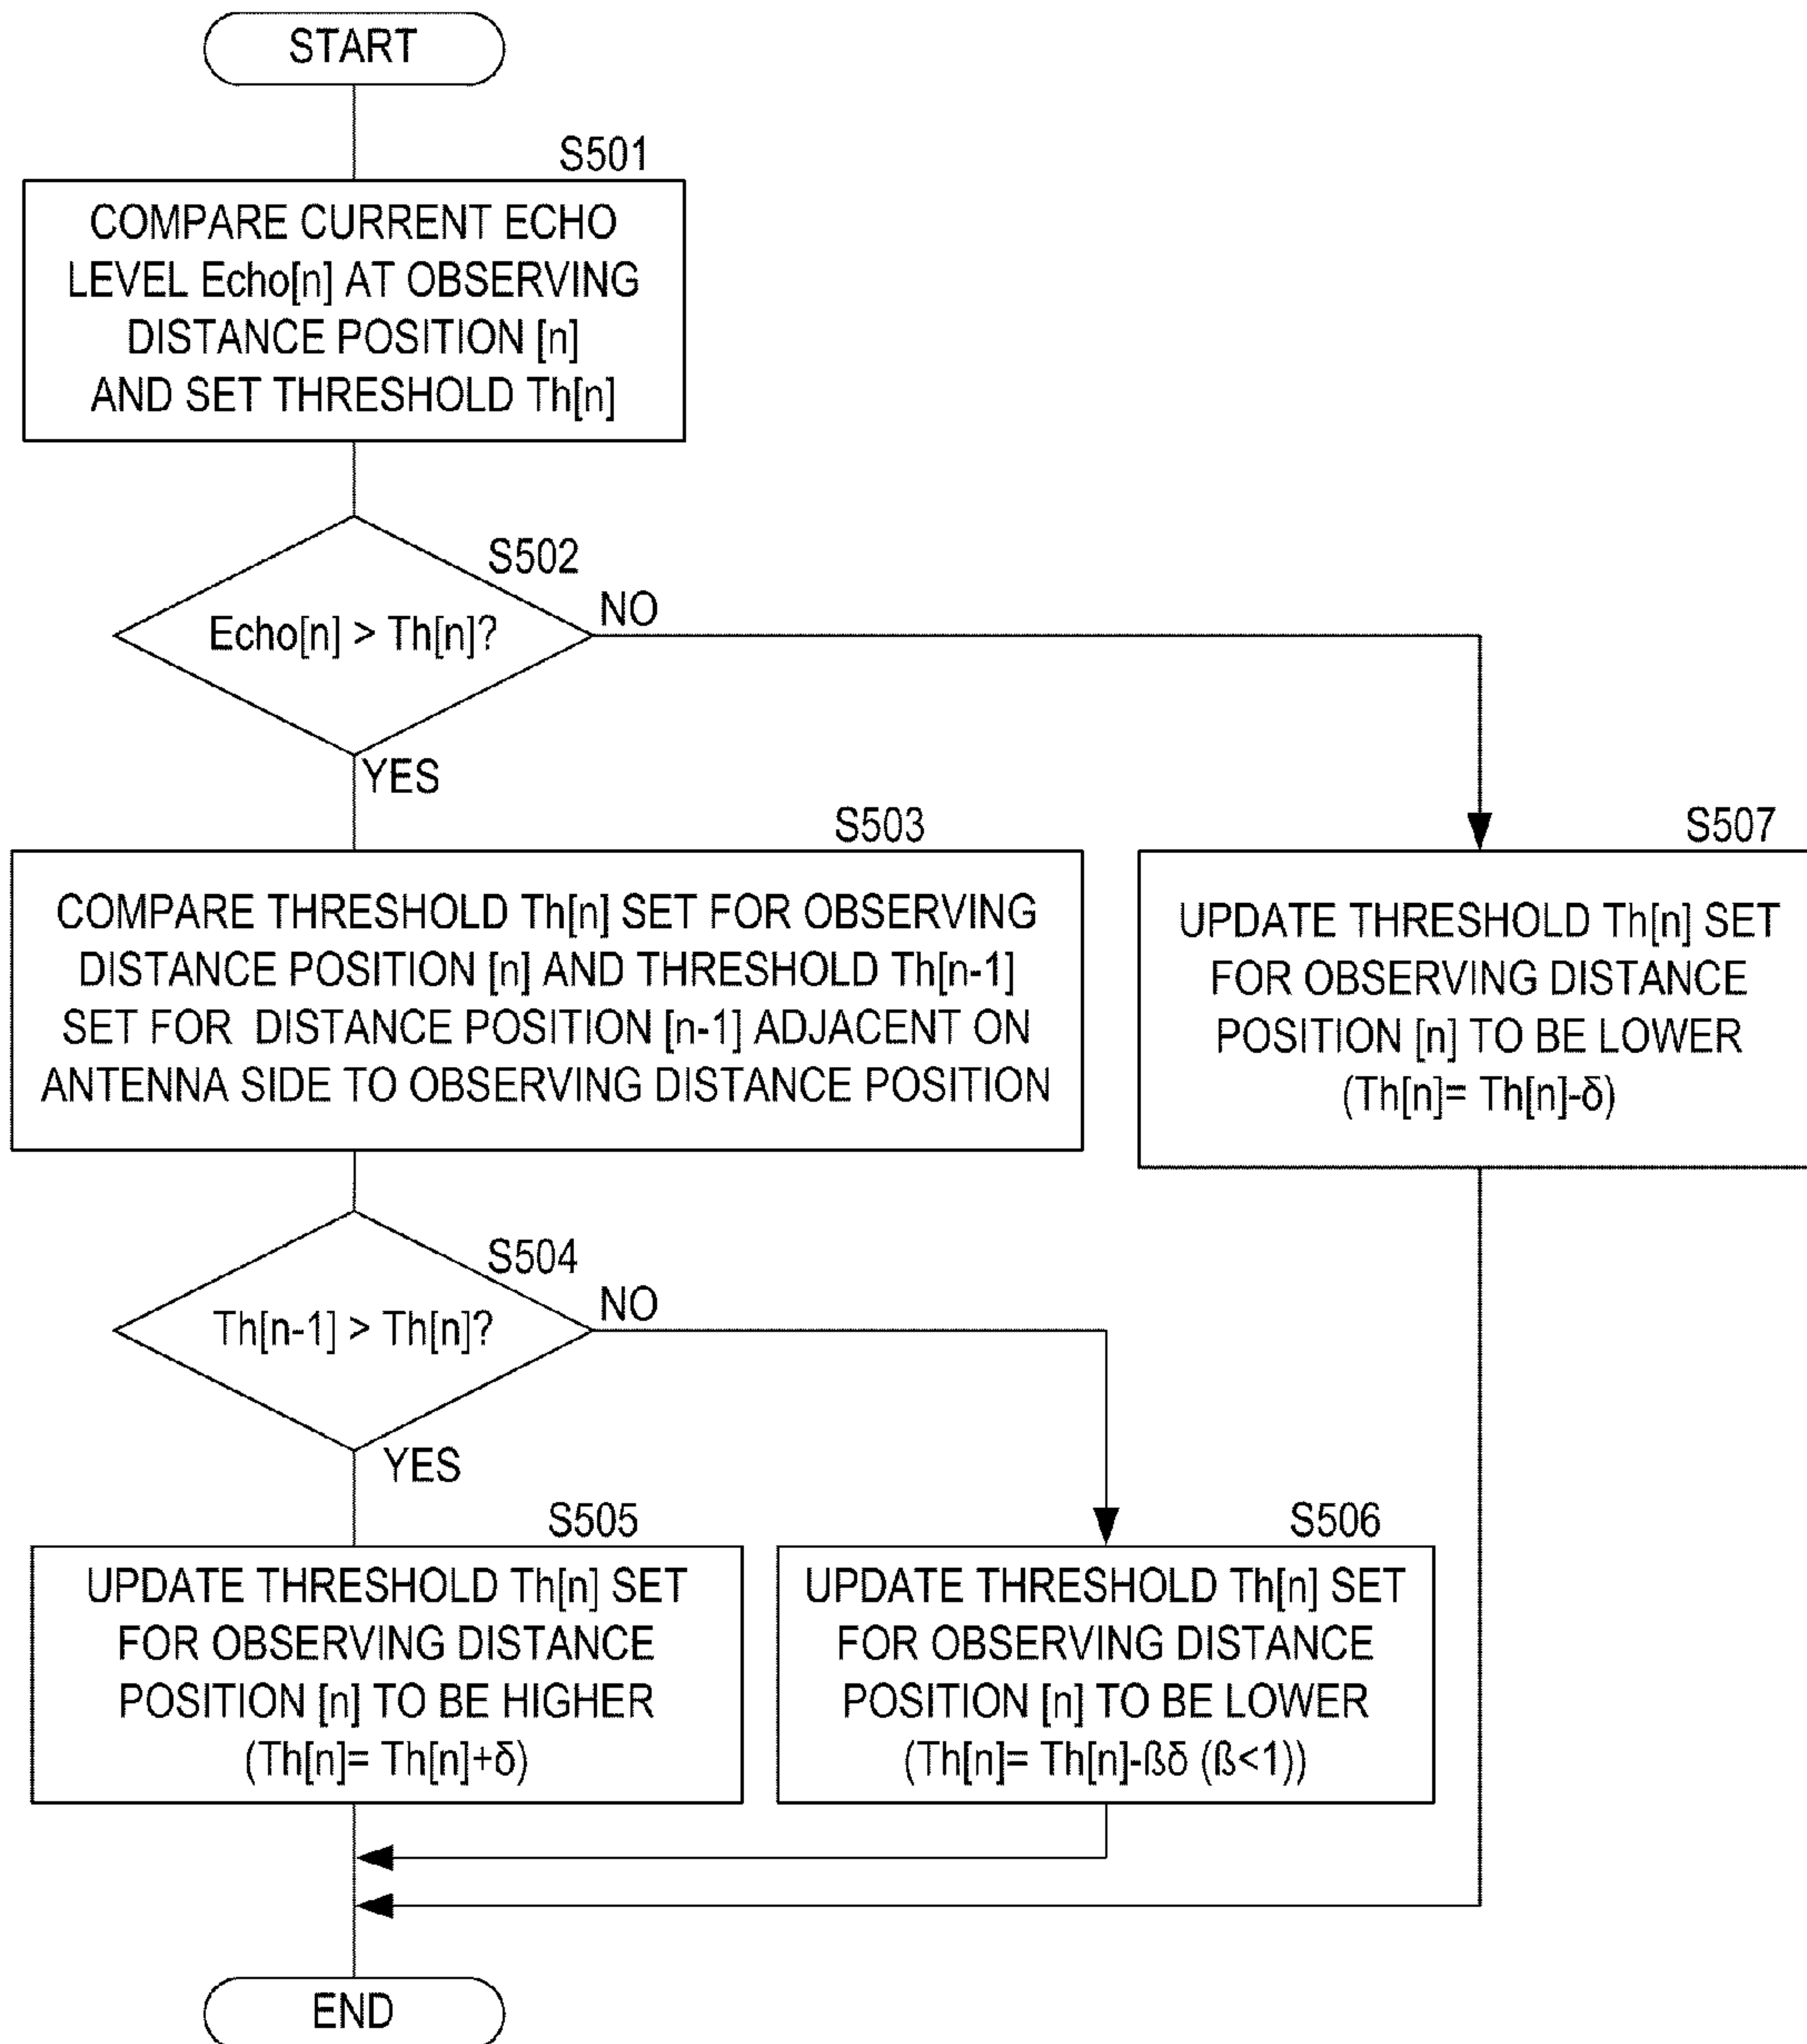 START
S501
COMPARE CURRENT ECHO
LEVEL Echo[n] AT OBSERVING
DISTANCE POSITION [n]
AND SET THRESHOLD Th[n]
S502
Echo[n] > Th[n]?
NO
YES
S503
COMPARE THRESHOLD Th[n] SET FOR OBSERVING
DISTANCE POSITION [n] AND THRESHOLD Th[n-1]
SET FOR DISTANCE POSITION [n-1] ADJACENT ON
ANTENNA SIDE TO OBSERVING DISTANCE POSITION
S507
UPDATE THRESHOLD Th[n] SET
FOR OBSERVING DISTANCE
POSITION [n] TO BE LOWER
(Th[n]= Th[n]-δ)
S504
Th[n-1] > Th[n]?
NO
YES
S505
UPDATE THRESHOLD Th[n] SET
FOR OBSERVING DISTANCE
POSITION [n] TO BE HIGHER
(Th[n]= Th[n]+δ)
S506
UPDATE THRESHOLD Th[n] SET
FOR OBSERVING DISTANCE
POSITION [n] TO BE LOWER
(Th[n]= Th[n]-ßδ (ß<1))
END